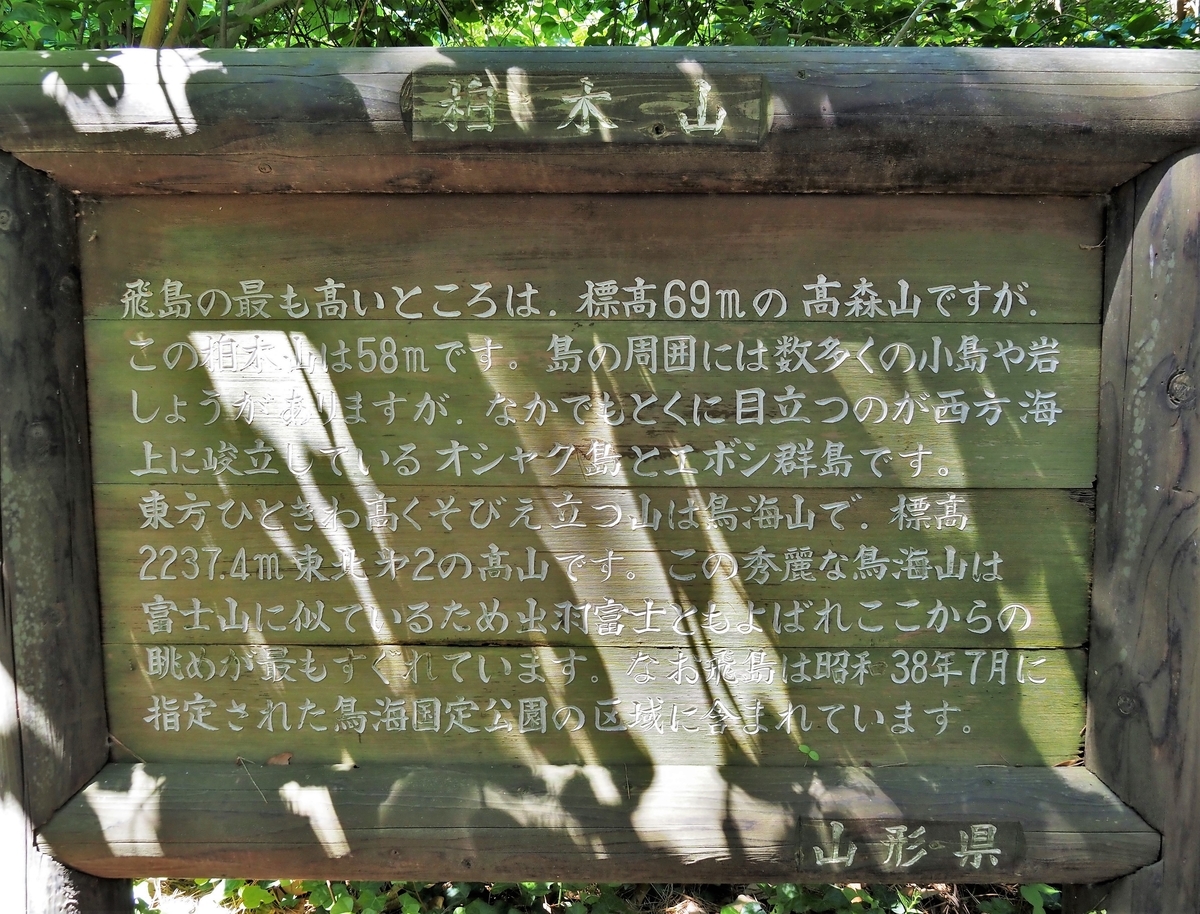 柏木山
飛島の最も高いところは.標高69mの高森山ですが.
この柏木山は58mです。島の周囲には数多くの小島や岩
しょうがありますが.なかでもとくに目立つのが西方海
上に峻立しているオシャク島とエボシ群島です。
東方ひときわ高くそびえ立つ山は鳥海山で.標高
2237.4m東北㐧2の高山です。この秀麗な鳥海山は
富士山に似ているため出羽富士ともよばれここからの
眺めが最もすぐれています。なお飛島は昭和38年7月に
指定された鳥海国定公園の区域に含まれています。
山形県